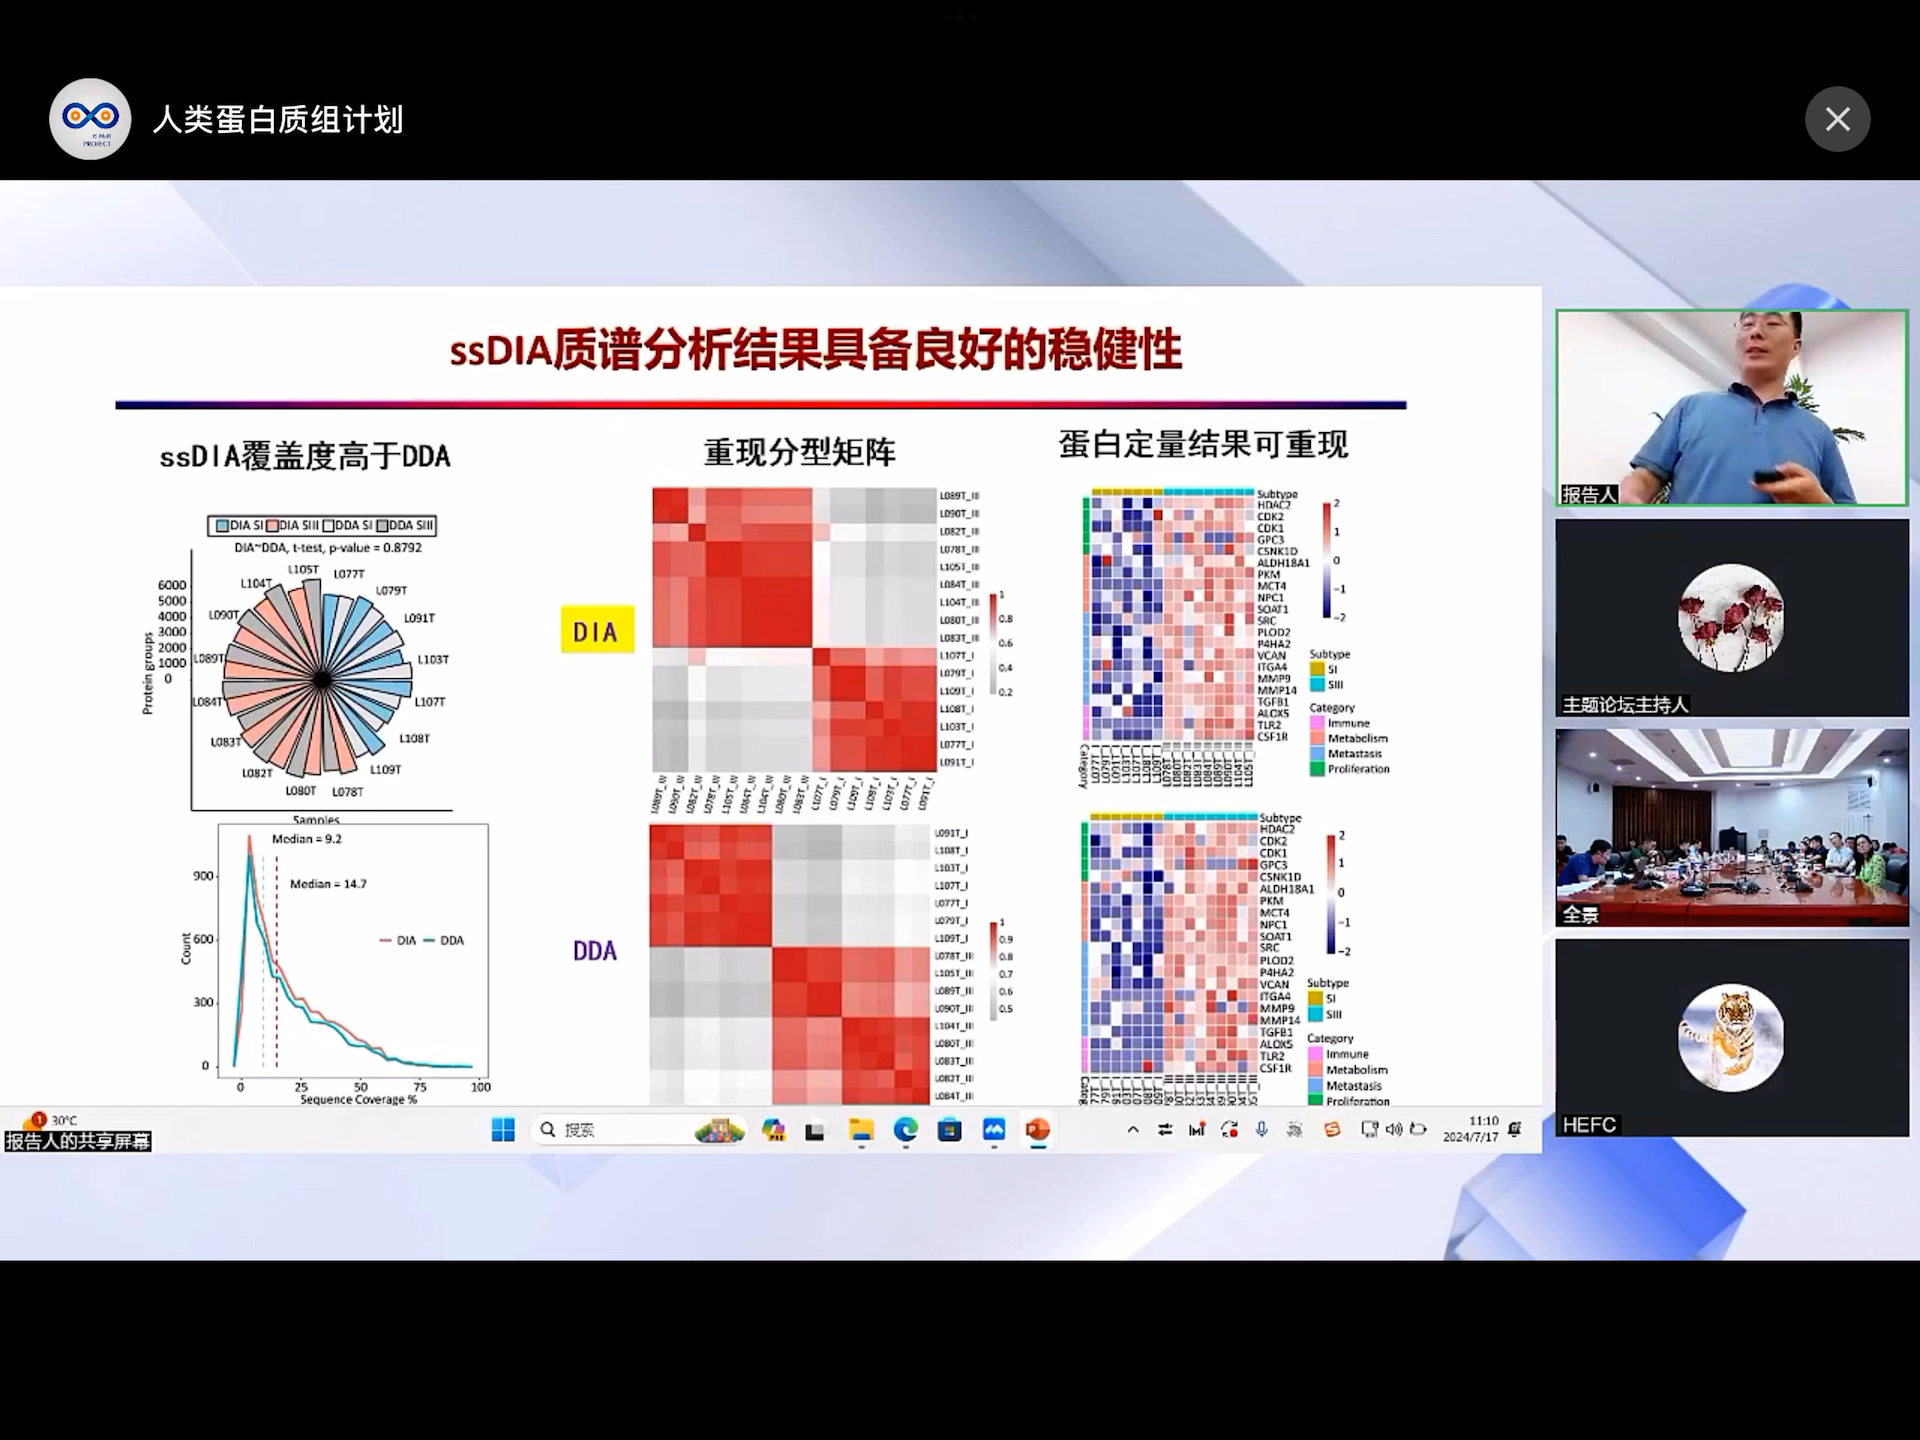 人类蛋白质组计划
PROJECT
ssDIA质谱分析结果具备良好的稳健性
ssDIA覆盖度高于DDA
重现分型矩阵
蛋白定量结果可重现
DIA SI DIA SIII DDA SI DDA SIII
DIA~DDA, t-test, p-value = 0.8792
Protein groups
6000
5000
4000
3000
2000
1000
0
L105T
L077T
L104T
L079T
L090T
L091T
L089T
L103T
L084T
L107T
L083T
L108T
L082T
L109T
L080T
L078T
Samples
Median = 9.2
Median = 14.7
DIA DDA
Count
900
600
300
0
0 25 50 75 100
Sequence Coverage %
DIA
L089T_III
L090T_III
L082T_III
L078T_III
L105T_III
L084T_III
L104T_III
L080T_III
L083T_III
L107T_I
L079T_I
L109T_I
L108T_I
L103T_I
L077T_I
L091T_I
1
0.8
0.6
0.4
0.2
DDA
L091T_I
L108T_I
L103T_I
L107T_I
L077T_I
L079T_I
L109T_I
L078T_III
L105T_III
L089T_III
L090T_III
L104T_III
L080T_III
L083T_III
L082T_III
L084T_III
1
0.9
0.8
0.7
0.6
0.5
Subtype
HDAC2
CDK2
CDK1
GPC3
CSNK1D
ALDH18A1
PKM
MCT4
NPC1
SOAT1
SRC
PLOD2
P4HA2
VCAN
ITGA4
MMP9
MMP14
TGFB1
ALOX5
TLR2
CSF1R
Category
2
1
0
−1
−2
Subtype
SI
SIII
Category
Immune
Metabolism
Metastasis
Proliferation
Subtype
HDAC2
CDK2
CDK1
GPC3
CSNK1D
ALDH18A1
PKM
MCT4
NPC1
SOAT1
SRC
PLOD2
P4HA2
VCAN
ITGA4
MMP9
MMP14
TGFB1
ALOX5
TLR2
CSF1R
2
1
0
−1
−2
Subtype
SI
SIII
Category
Immune
Metabolism
Metastasis
Proliferation
1
30°C
报告人的共享屏幕
搜索
11:10
2024/7/17
报告人
主题论坛主持人
全景
HEFC